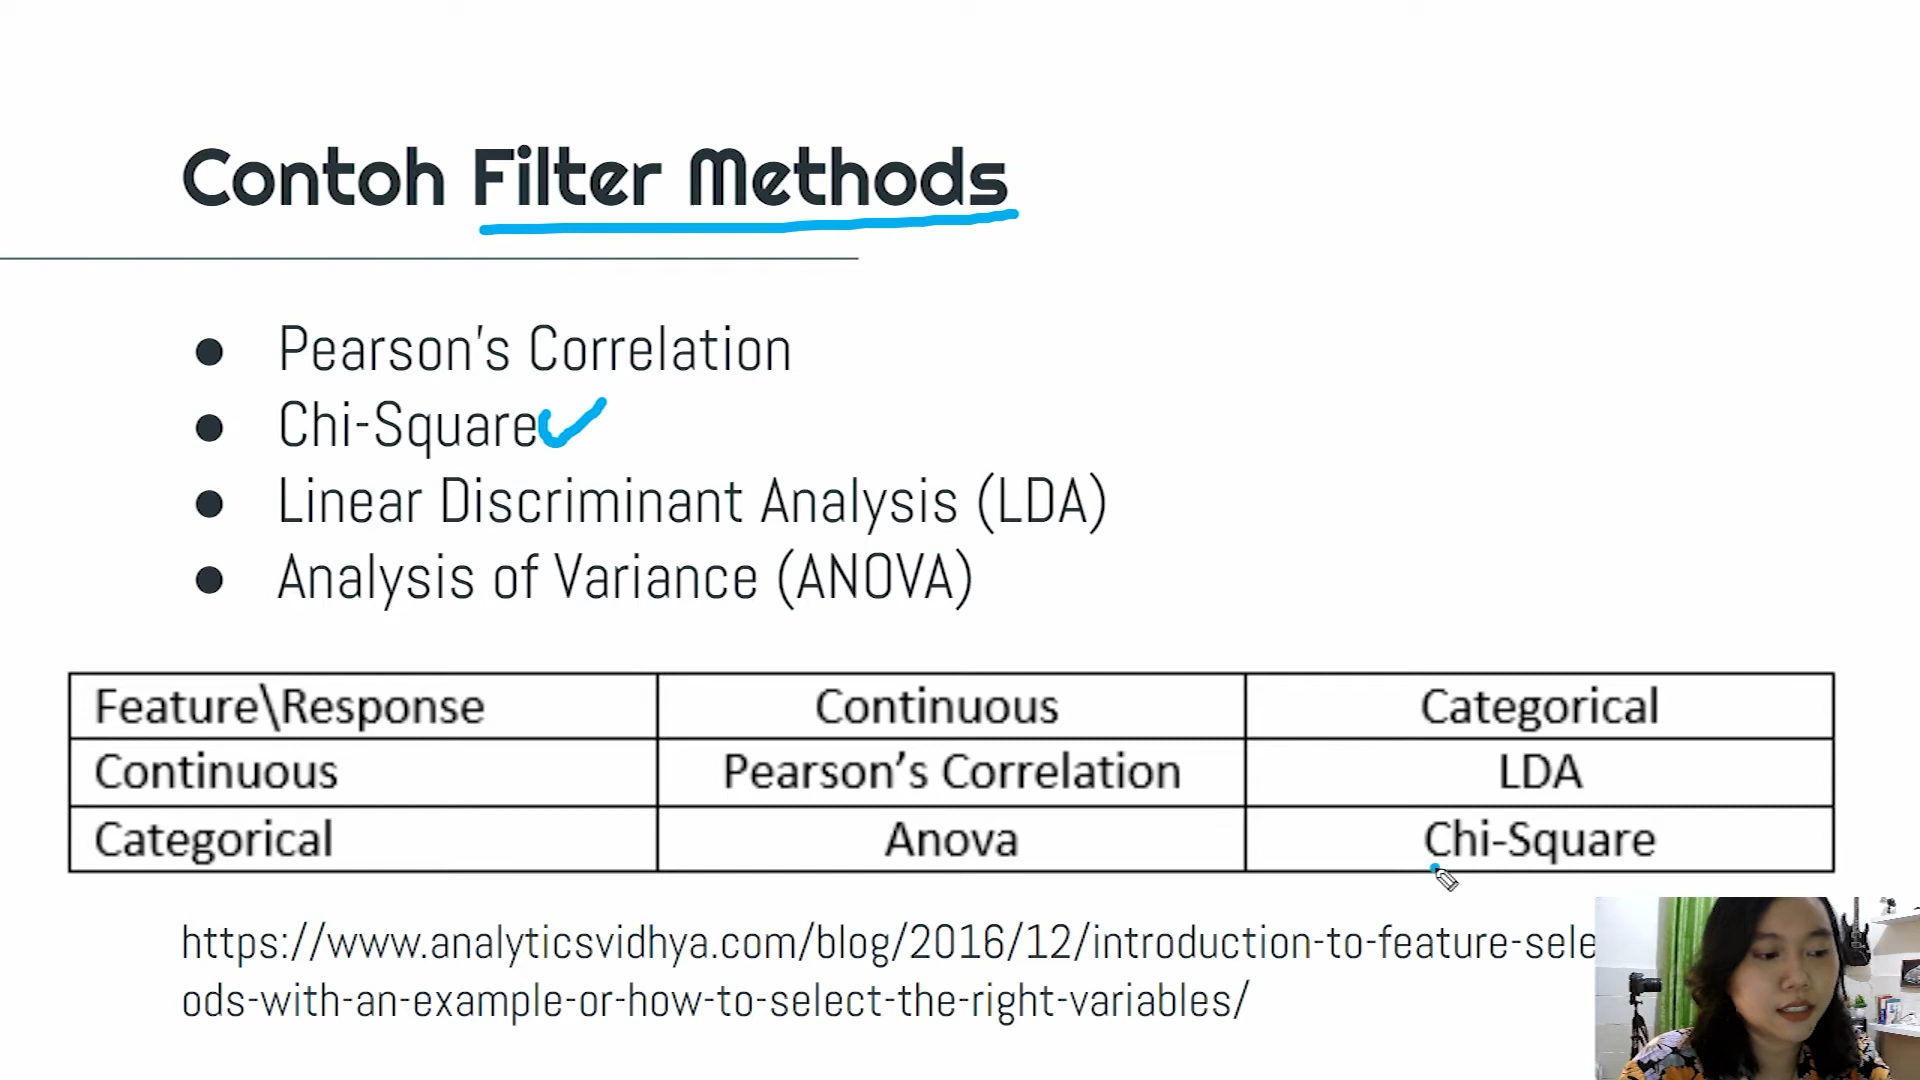 Contoh Filter Methods
● Pearson's Correlation
● Chi-Square
● Linear Discriminant Analysis (LDA)
● Analysis of Variance (ANOVA)
Feature\Response Continuous Categorical
Continuous Pearson's Correlation LDA
Categorical Anova Chi-Square
https://www.analyticsvidhya.com/blog/2016/12/introduction-to-feature-sele
ods-with-an-example-or-how-to-select-the-right-variables/